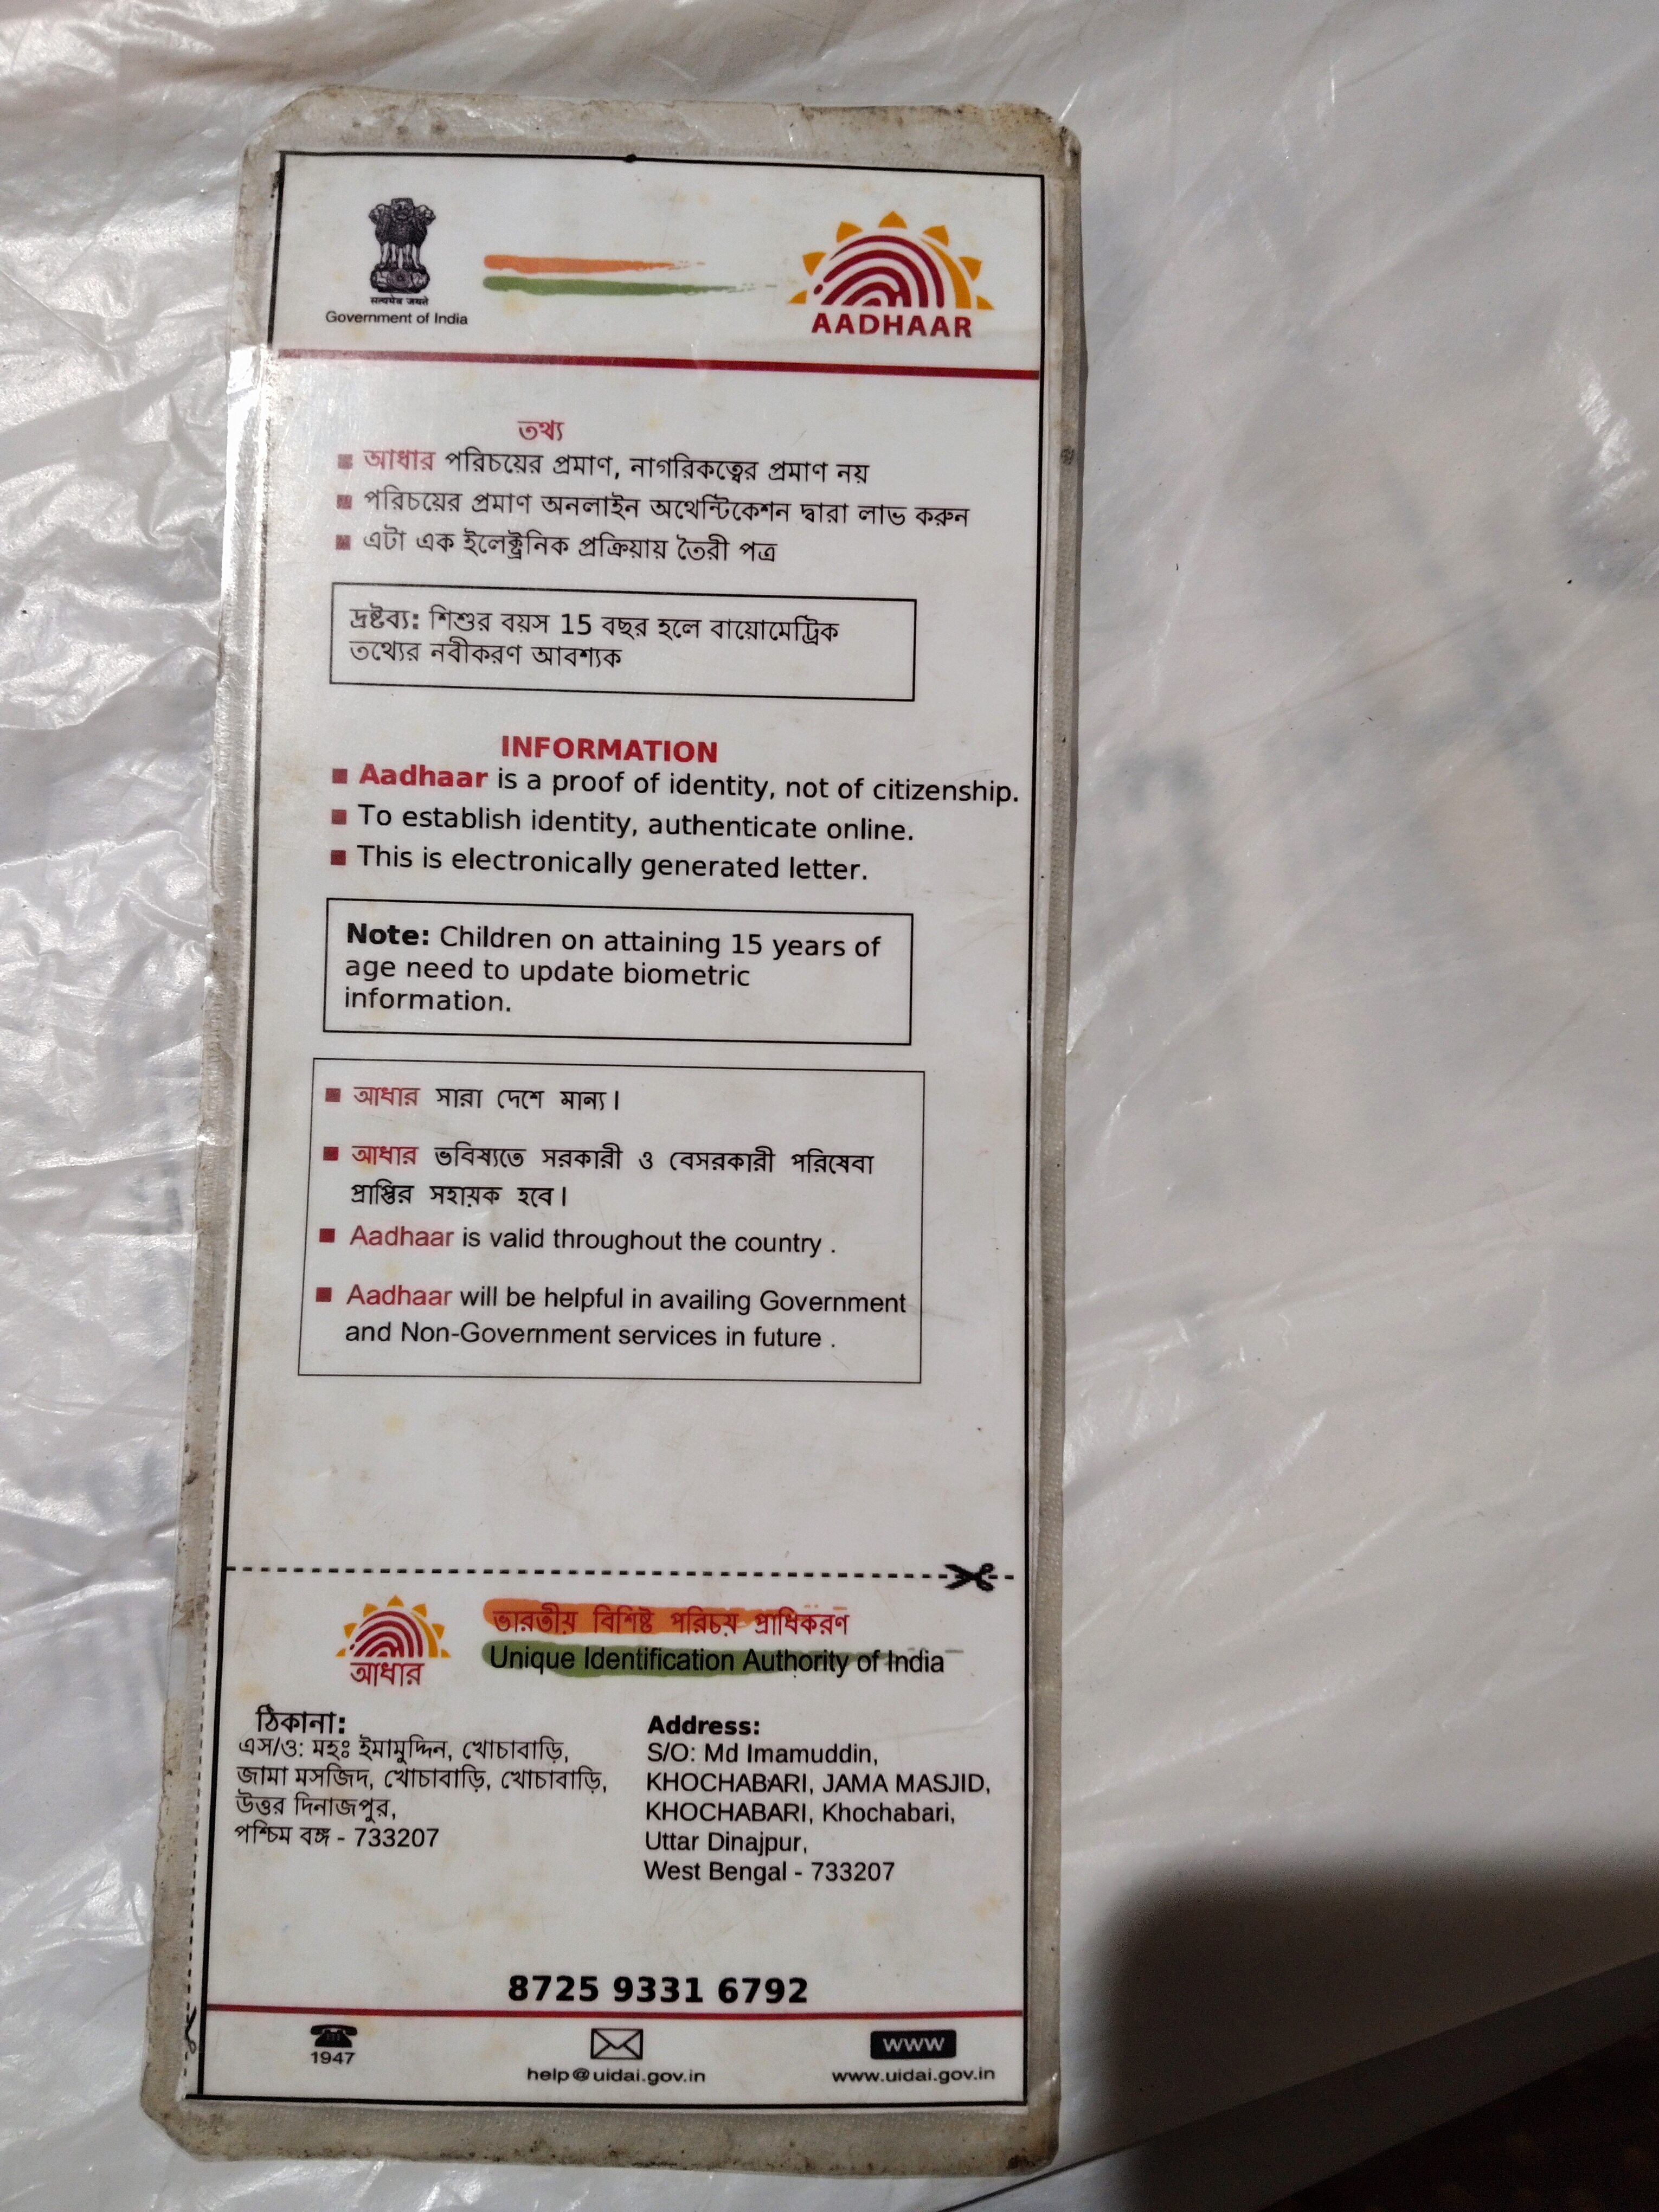 सत्यमेव जयते
Government of India
AADHAAR
তথ্য
আধার পরিচয়ের প্রমাণ, নাগরিকত্বের প্রমাণ নয়
পরিচয়ের প্রমাণ অনলাইন অথেন্টিকেশন দ্বারা লাভ করুন
এটা এক ইলেক্ট্রনিক প্রক্রিয়ায় তৈরী পত্র
দ্রষ্টব্য: শিশুর বয়স 15 বছর হলে বায়োমেট্রিক
তথ্যের নবীকরণ আবশ্যক
INFORMATION
Aadhaar is a proof of identity, not of citizenship.
To establish identity, authenticate online.
This is electronically generated letter.
Note: Children on attaining 15 years of
age need to update biometric
information.
আধার সারা দেশে মান্য।
আধার ভবিষ্যতে সরকারী ও বেসরকারী পরিষেবা
প্রাপ্তির সহায়ক হবে।
Aadhaar is valid throughout the country .
Aadhaar will be helpful in availing Government
and Non-Government services in future .
আধার
ভারতীয় বিশিষ্ট পরিচয় প্রাধিকরণ
Unique Identification Authority of India
ঠিকানা:
এস/ও: মহঃ ইমামুদ্দিন, খোচাবাড়ি,
জামা মসজিদ, খোচাবাড়ি, খোচাবাড়ি,
উত্তর দিনাজপুর,
পশ্চিম বঙ্গ - 733207
Address:
S/O: Md Imamuddin,
KHOCHABARI, JAMA MASJID,
KHOCHABARI, Khochabari,
Uttar Dinajpur,
West Bengal - 733207
8725 9331 6792
1947
help@uidai.gov.in
www
www.uidai.gov.in